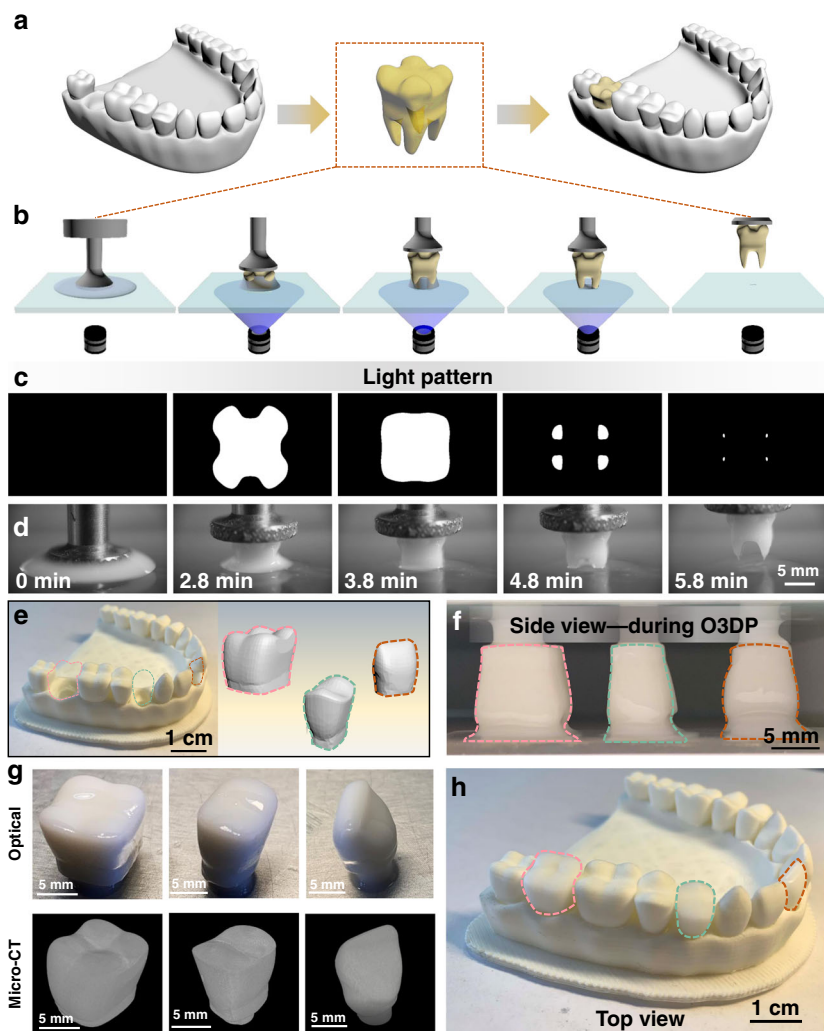 a
b
c
Light pattern
d
0 min
2.8 min
3.8 min
4.8 min
5.8 min
5 mm
e
1 cm
f
Side view—during O3DP
5 mm
g
Optical
5 mm
5 mm
5 mm
Micro-CT
5 mm
5 mm
5 mm
h
Top view
1 cm